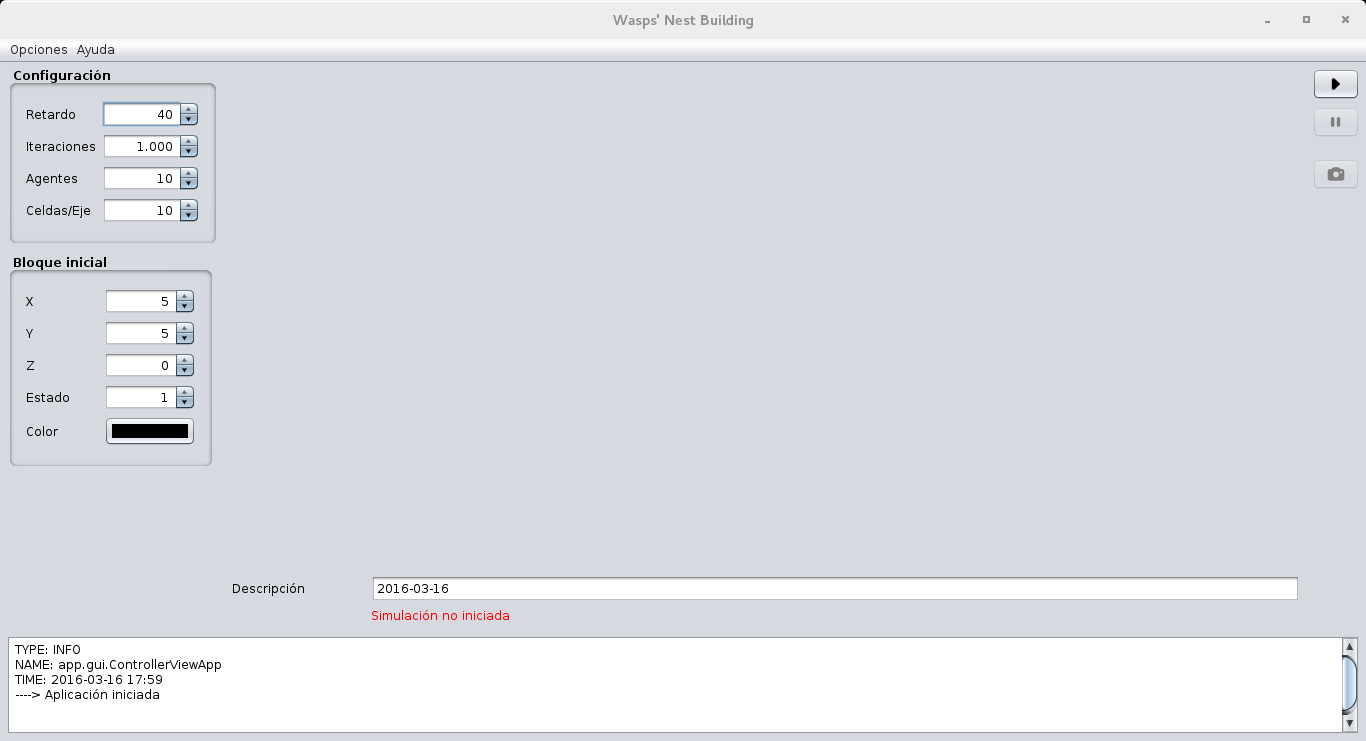 Wasps' Nest Building
Opciones Ayuda
Configuración
Retardo 40
Iteraciones 1.000
Agentes 10
Celdas/Eje 10
Bloque inicial
X 5
Y 5
Z 0
Estado 1
Color
Descripción 2016-03-16
Simulación no iniciada
TYPE: INFO
NAME: app.gui.ControllerViewApp
TIME: 2016-03-16 17:59
----> Aplicación iniciada